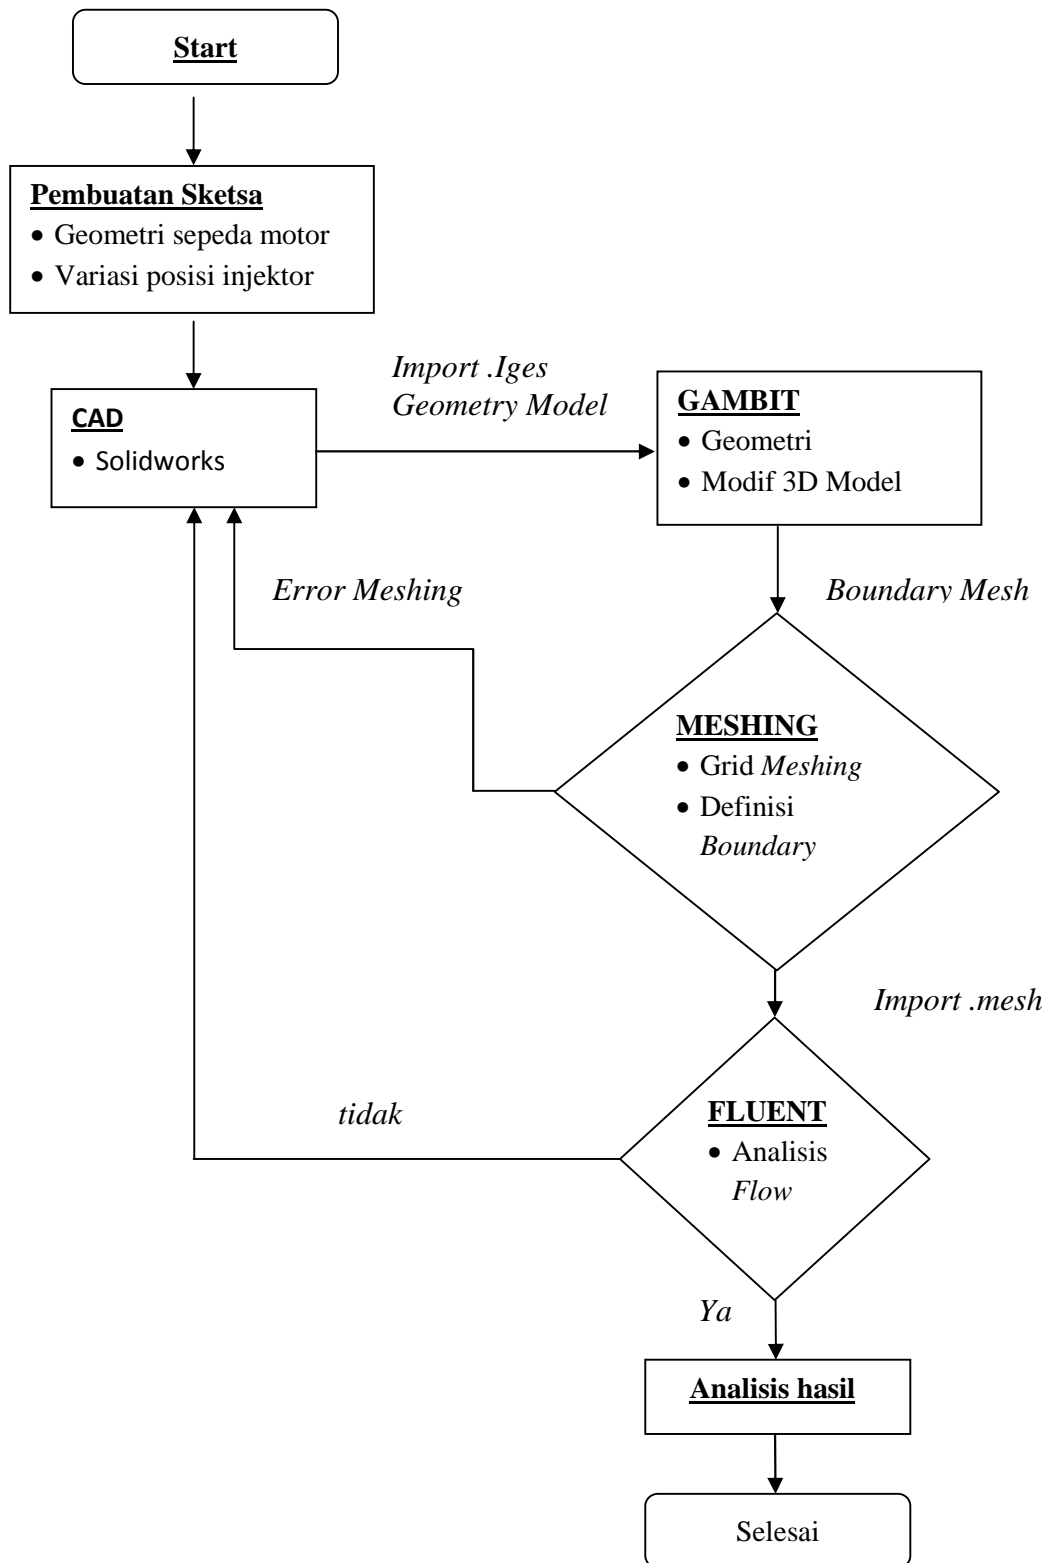 Start
Pembuatan Sketsa
• Geometri sepeda motor
• Variasi posisi injektor
Import .Iges
Geometry Model
CAD
• Solidworks
GAMBIT
• Geometri
• Modif 3D Model
Error Meshing
Boundary Mesh
MESHING
• Grid Meshing
• Definisi
Boundary
Import .mesh
tidak
FLUENT
• Analisis
Flow
Ya
Analisis hasil
Selesai